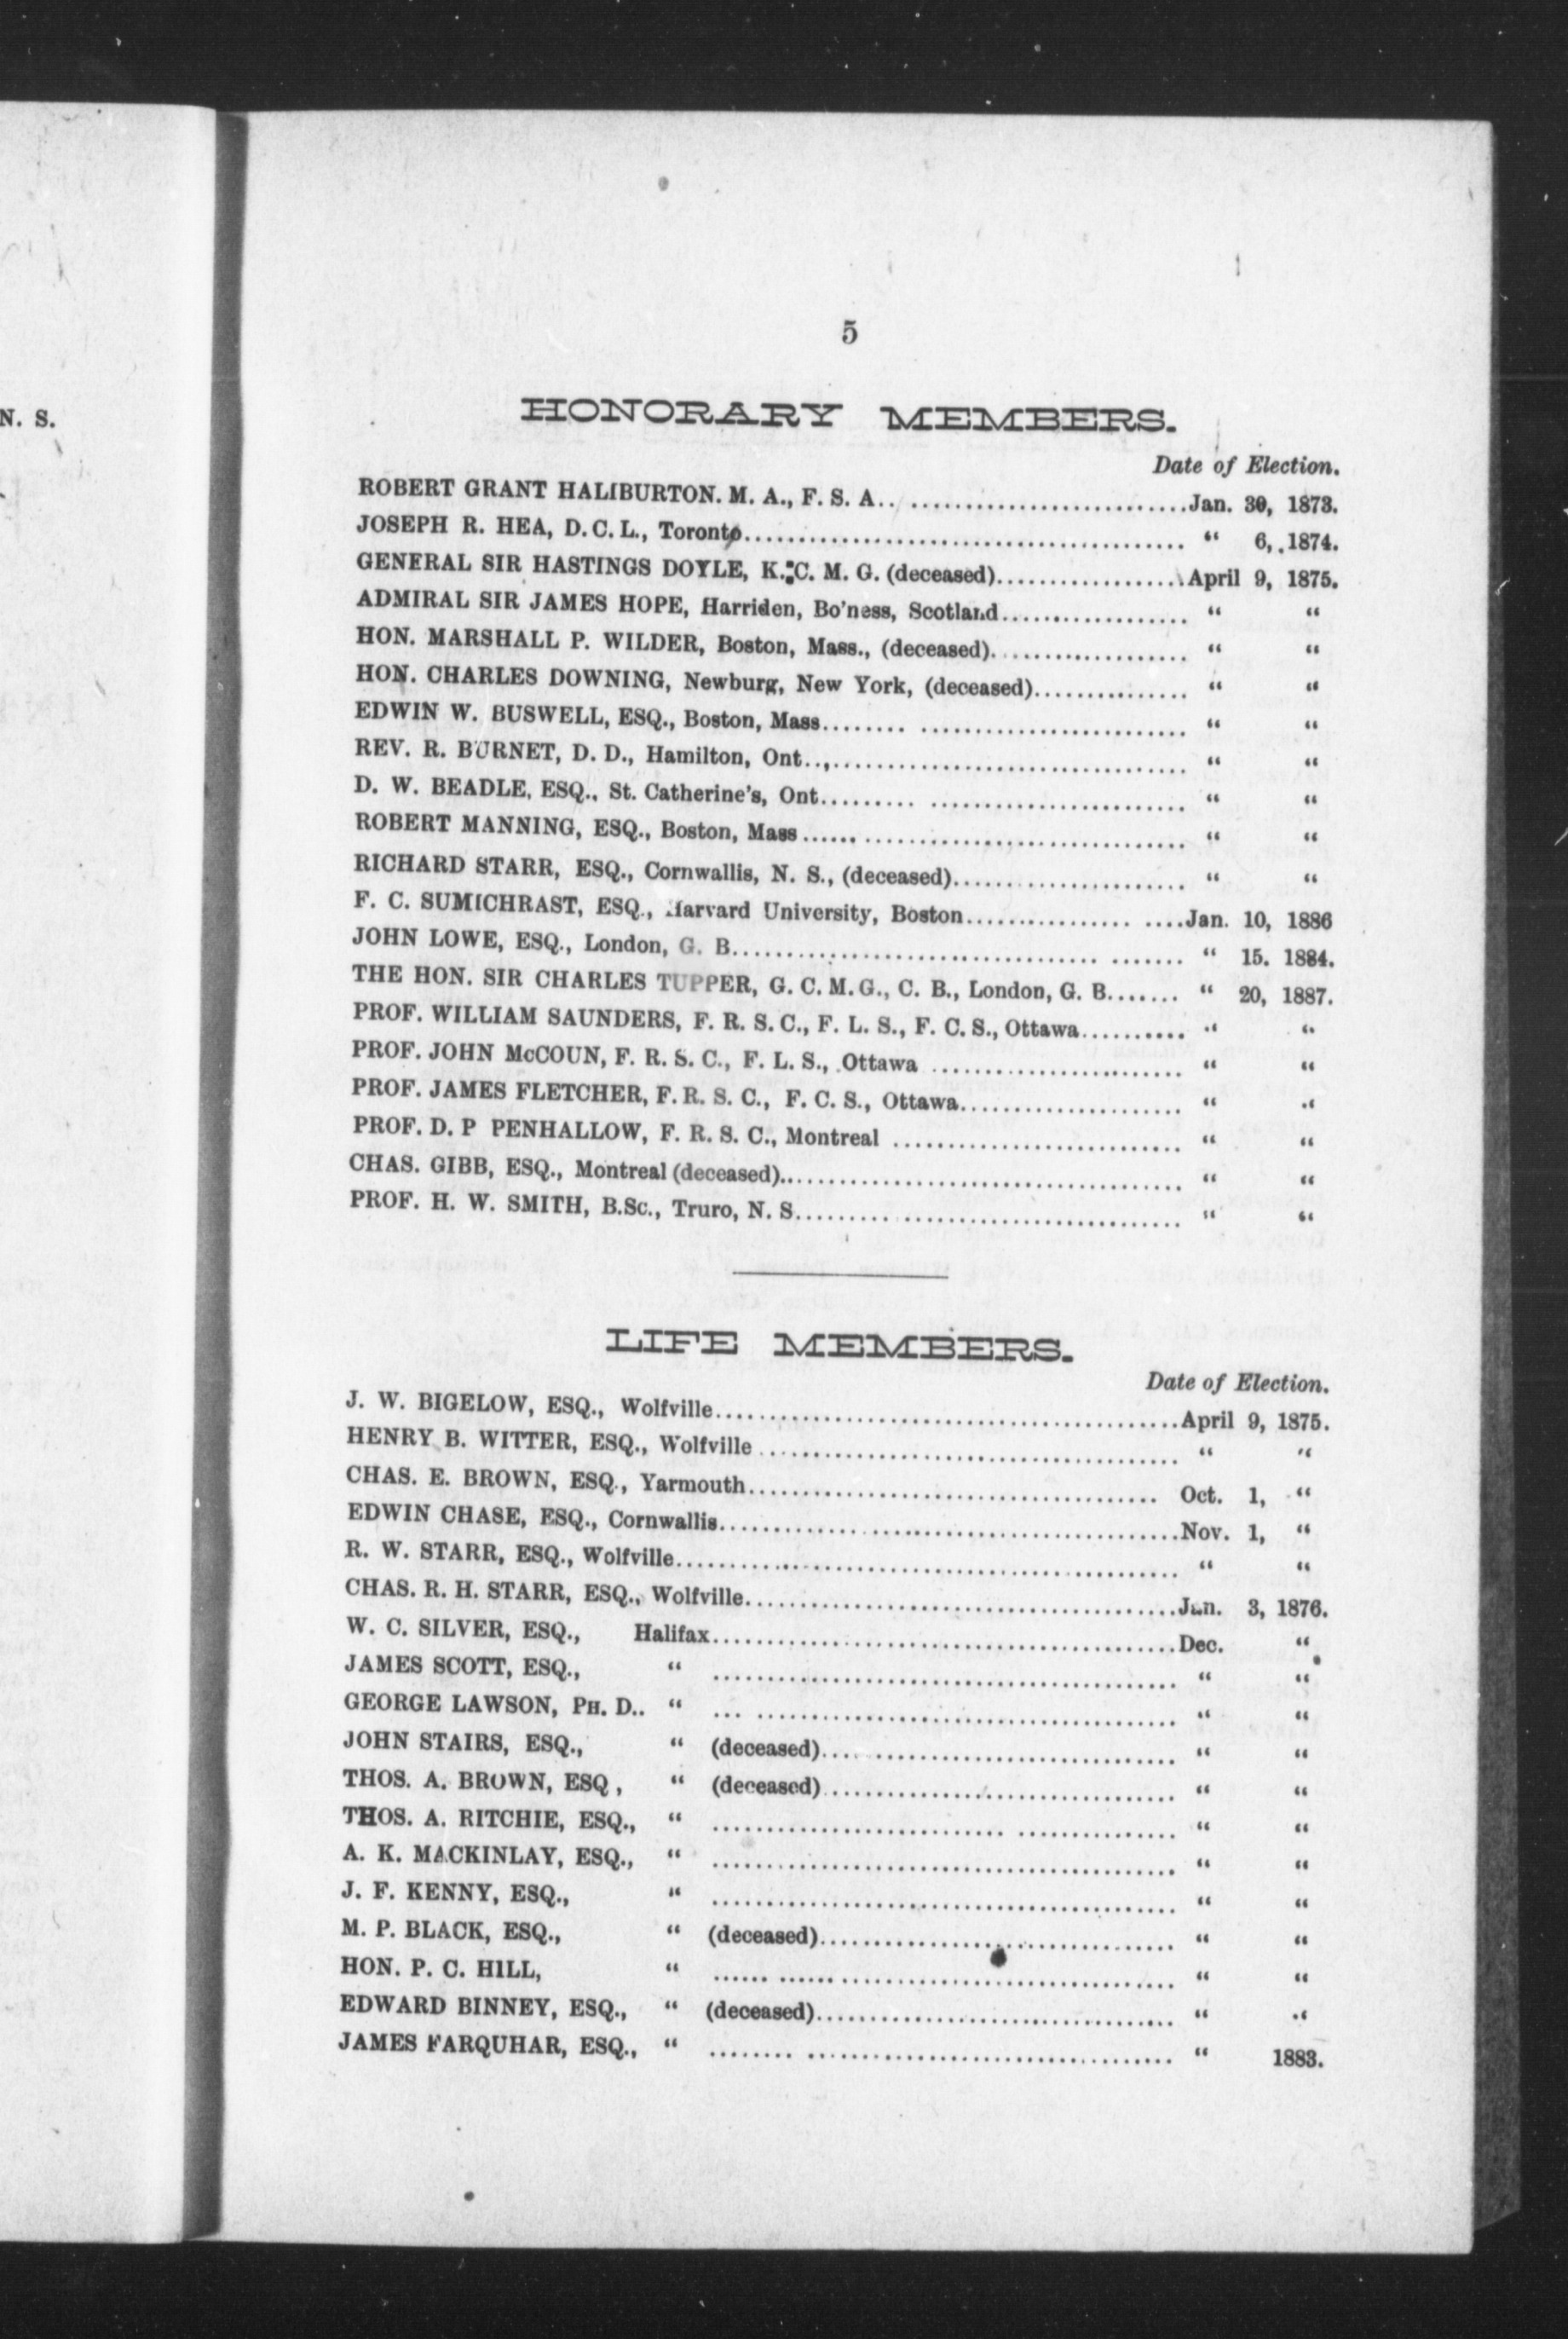 N. S.
5
HONORARY MEMBERS.
Date of Election.
ROBERT GRANT HALIBURTON. M. A., F. S. A.. ..........................Jan. 30, 1873.
JOSEPH R. HEA, D. C. L., Toronto......................................... “ 6, 1874.
GENERAL SIR HASTINGS DOYLE, K. C. M. G. (deceased)..................April 9, 1875.
ADMIRAL SIR JAMES HOPE, Harriden, Bo'ness, Scotland................... “ “
HON. MARSHALL P. WILDER, Boston, Mass., (deceased).................... “ “
HON. CHARLES DOWNING, Newburg, New York, (deceased)............... “ “
EDWIN W. BUSWELL, ESQ., Boston, Mass........ ......................... “ “
REV. R. BURNET, D. D., Hamilton, Ont.................................... “ “
D. W. BEADLE, ESQ., St. Catherine's, Ont......... ........................ “ “
ROBERT MANNING, ESQ., Boston, Mass ...... .............................. “ “
RICHARD STARR, ESQ., Cornwallis, N. S., (deceased)....................... “ “
F. C. SUMICHRAST, ESQ., Harvard University, Boston................ ....Jan. 10, 1886
JOHN LOWE, ESQ., London, G. B.................................. ....... “ 15. 1884.
THE HON. SIR CHARLES TUPPER, G. C. M. G., C. B., London, G. B....... “ 20, 1887.
PROF. WILLIAM SAUNDERS, F. R. S. C., F. L. S., F. C. S., Ottawa.......... “ “
PROF. JOHN McCOUN, F. R. S. C., F. L. S., Ottawa ........................ “ “
PROF. JAMES FLETCHER, F. R. S. C., F. C. S., Ottawa..................... “ “
PROF. D. P PENHALLOW, F. R. S. C., Montreal ........................... “ “
CHAS. GIBB, ESQ., Montreal (deceased)...................................... “ “
PROF. H. W. SMITH, B.Sc., Truro, N. S......... .......................... “ “
LIFE MEMBERS.
Date of Election.
J. W. BIGELOW, ESQ., Wolfville............................................April 9, 1875.
HENRY B. WITTER, ESQ., Wolfville ....................................... “ “
CHAS. E. BROWN, ESQ., Yarmouth...................................... Oct. 1, “
EDWIN CHASE, ESQ., Cornwallis...........................................Nov. 1, “
R. W. STARR, ESQ., Wolfville............................................... “ “
CHAS. R. H. STARR, ESQ., Wolfville........................................Jan. 3, 1876.
W. C. SILVER, ESQ., Halifax............................................Dec. “
JAMES SCOTT, ESQ., “ ............................................ “ “
GEORGE LAWSON, PH. D.. “ ... ........................................ “ “
JOHN STAIRS, ESQ., “ (deceased)................................. “ “
THOS. A. BROWN, ESQ , “ (deceased)................................. “ “
THOS. A. RITCHIE, ESQ., “ ............................ ............... “ “
A. K. MACKINLAY, ESQ., “ ............................................ “ “
J. F. KENNY, ESQ., “ ............................................ “ “
M. P. BLACK, ESQ., “ (deceased)................................. “ “
HON. P. C. HILL, “ ...... ...... ................................ “ “
EDWARD BINNEY, ESQ., “ (deceased)................................. “ “
JAMES FARQUHAR, ESQ., “ ........ ................................... “ 1883.